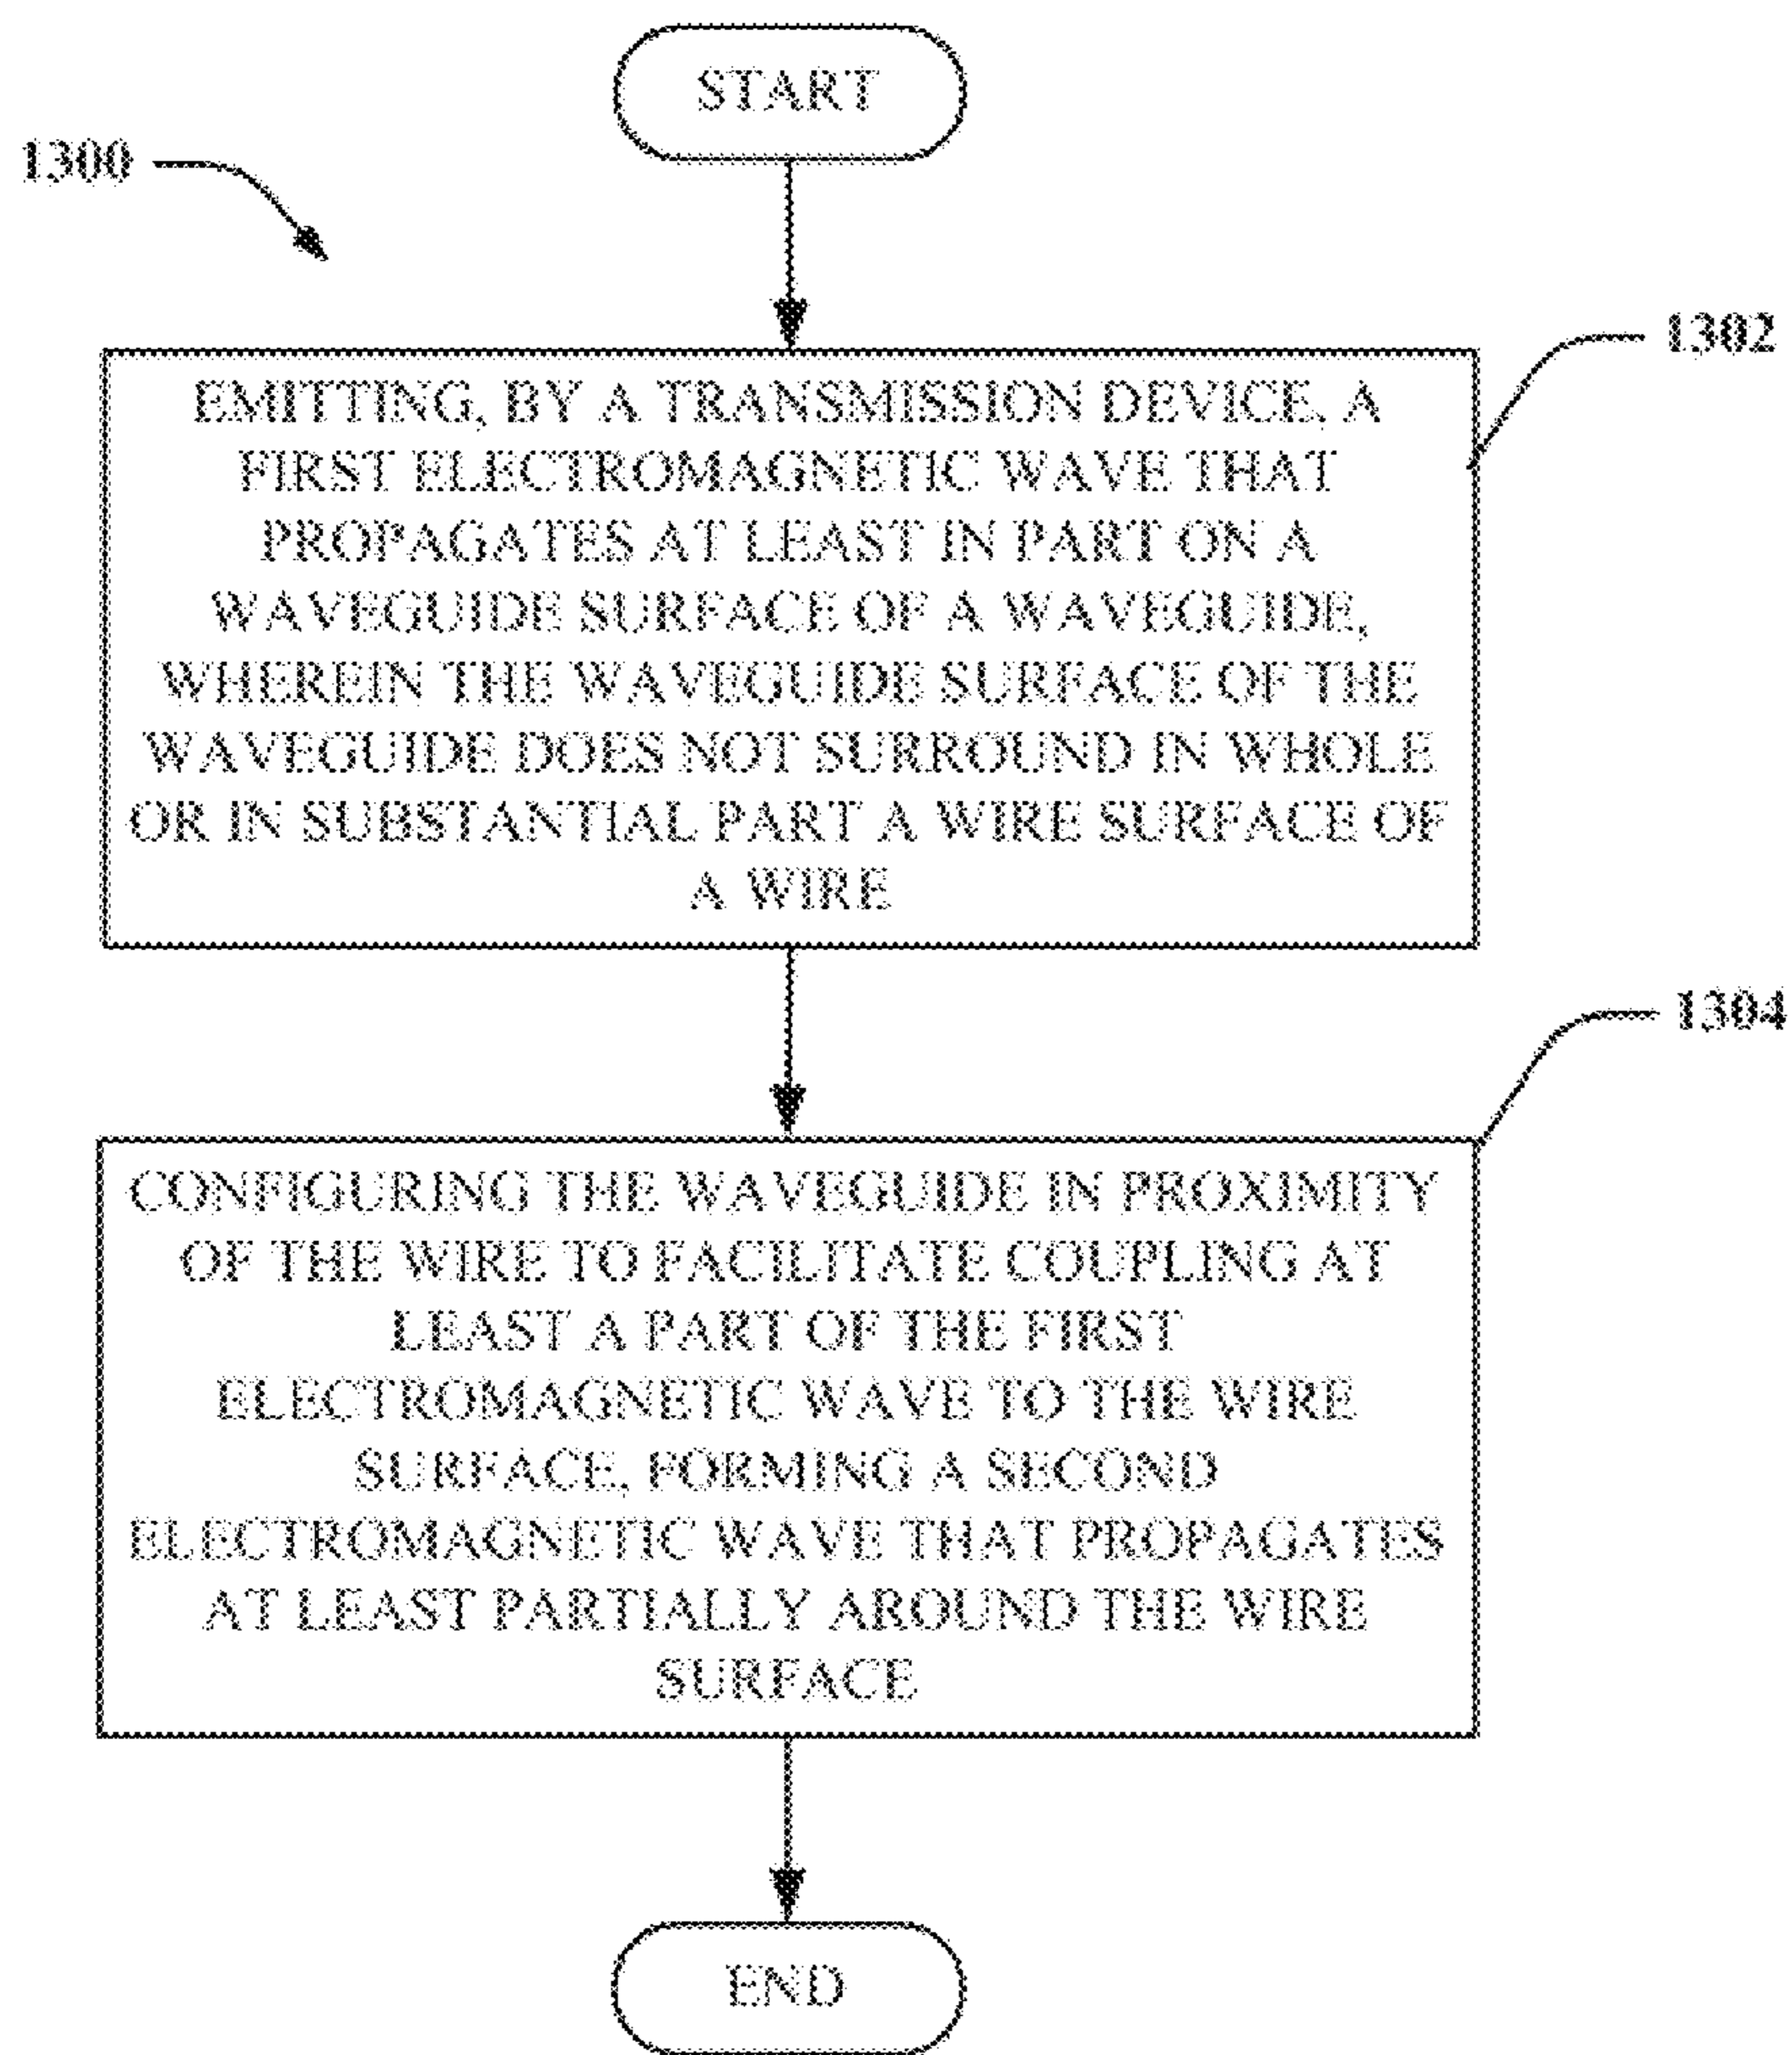 START
1300
1302
EMITTING, BY A TRANSMISSION DEVICE, A
FIRST ELECTROMAGNETIC WAVE THAT
PROPAGATES AT LEAST IN PART ON A
WAVEGUIDE SURFACE OF A WAVEGUIDE,
WHEREIN THE WAVEGUIDE SURFACE OF THE
WAVEGUIDE DOES NOT SURROUND IN WHOLE
OR IN SUBSTANTIAL PART A WIRE SURFACE OF
A WIRE
1304
CONFIGURING THE WAVEGUIDE IN PROXIMITY
OF THE WIRE TO FACILITATE COUPLING AT
LEAST A PART OF THE FIRST
ELECTROMAGNETIC WAVE TO THE WIRE
SURFACE, FORMING A SECOND
ELECTROMAGNETIC WAVE THAT PROPAGATES
AT LEAST PARTIALLY AROUND THE WIRE
SURFACE
END